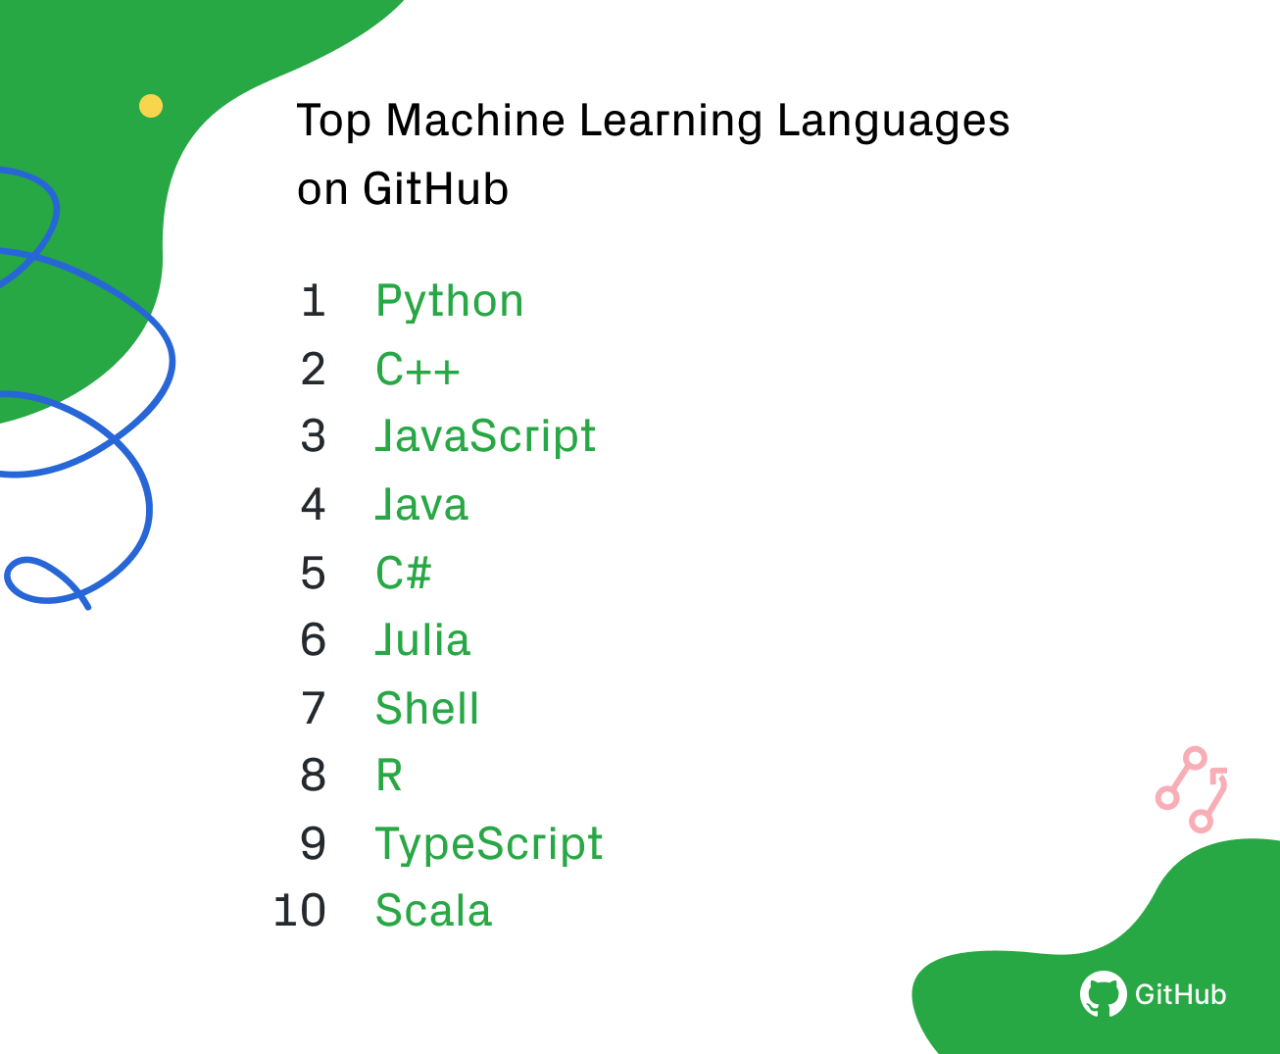 Top Machine Learning Languages
on GitHub
1 Python
2 C++
3 JavaScript
4 Java
5 C#
6 Julia
7 Shell
8 R
9 TypeScript
10 Scala
GitHub